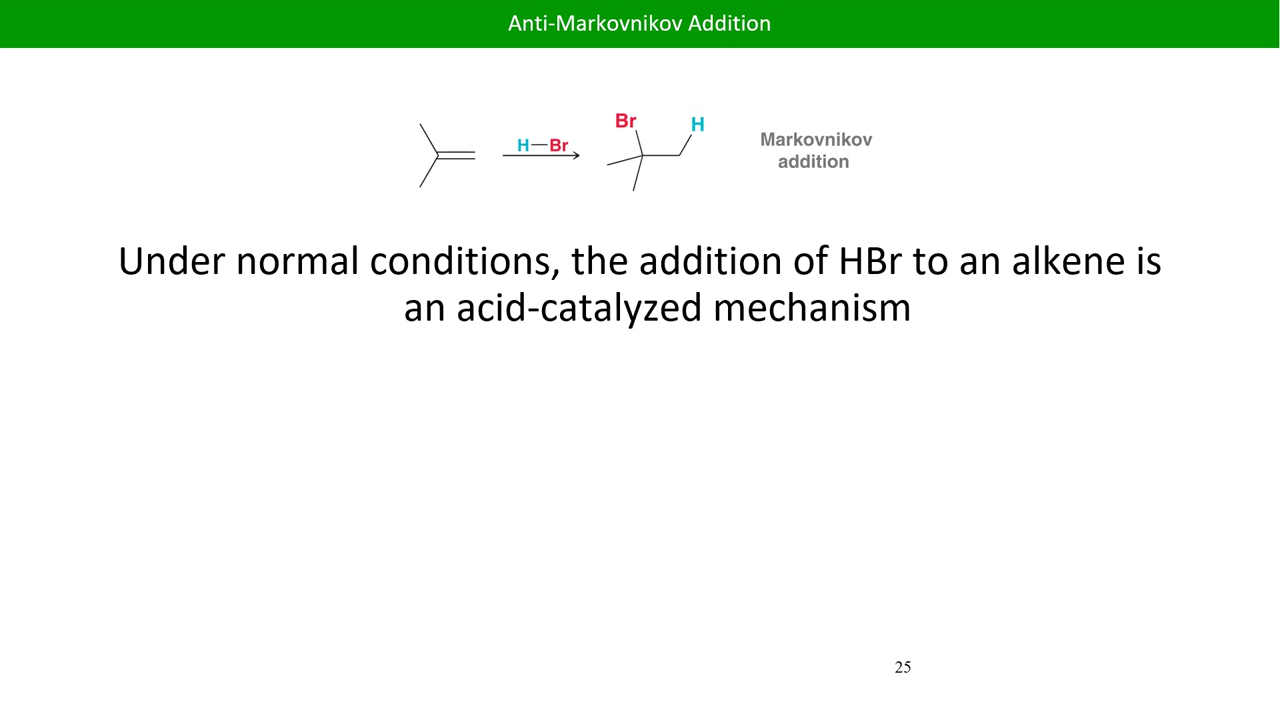 Anti-Markovnikov Addition
Br
H
H—Br
Markovnikov
addition
Under normal conditions, the addition of HBr to an alkene is
an acid-catalyzed mechanism
25